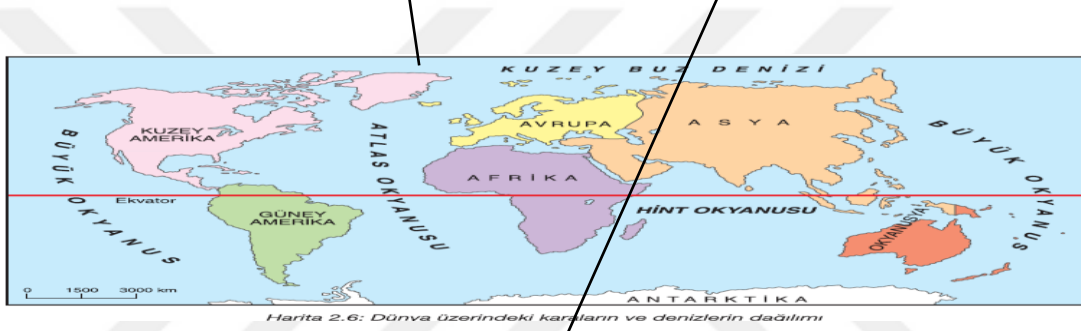 KUZEY BUZ DENİZİ
KUZEY
AMERİKA
AVRUPA
ASYA
BÜYÜK OKYANUS
ATLAS OKYANUSU
BÜYÜK OKYANUS
AFRİKA
Ekvator
GÜNEY
AMERİKA
HİNT OKYANUSU
OKYANUSYA
0 1500 3000 km
ANTARKTİKA
Harita 2.6: Dünya üzerindeki karaların ve denizlerin dağılımı